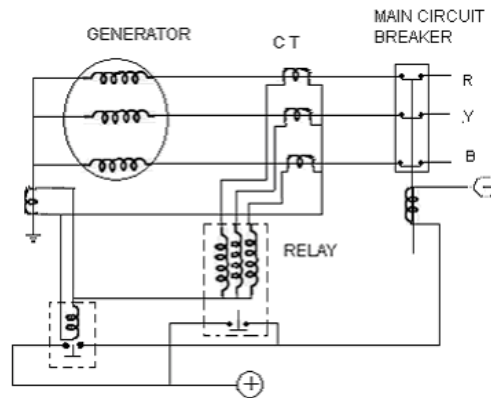 MAIN CIRCUIT
BREAKER
GENERATOR
C T
R
.Y
B
RELAY
−
+